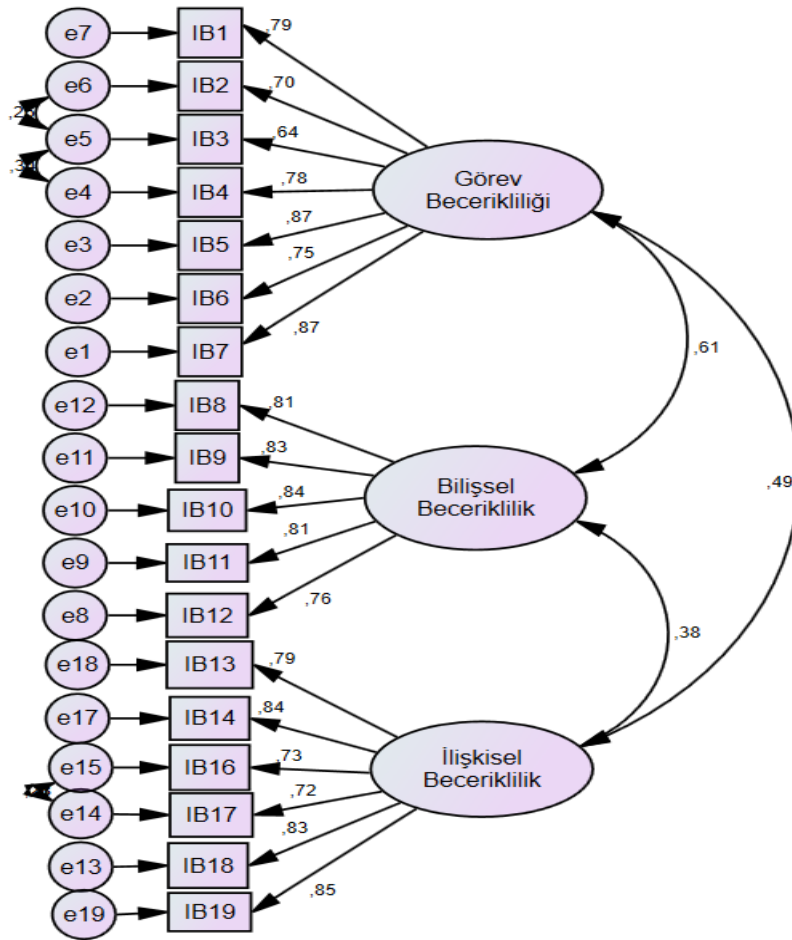 e7 IB1 ,79
e6 IB2 ,70
e5 IB3 ,64
Görev
Becerikliliği
e4 IB4 ,78
e3 IB5 ,87
e2 IB6 ,75
e1 IB7 ,87
,61
e12 IB8 ,81
e11 IB9 ,83
Bilişsel
Beceriklilik
,49
e10 IB10 ,84
e9 IB11 ,81
e8 IB12 ,76
,38
e18 IB13 ,79
e17 IB14 ,84
İlişkisel
Beceriklilik
e15 IB16 ,73
e14 IB17 ,72
e13 IB18 ,83
e19 IB19 ,85